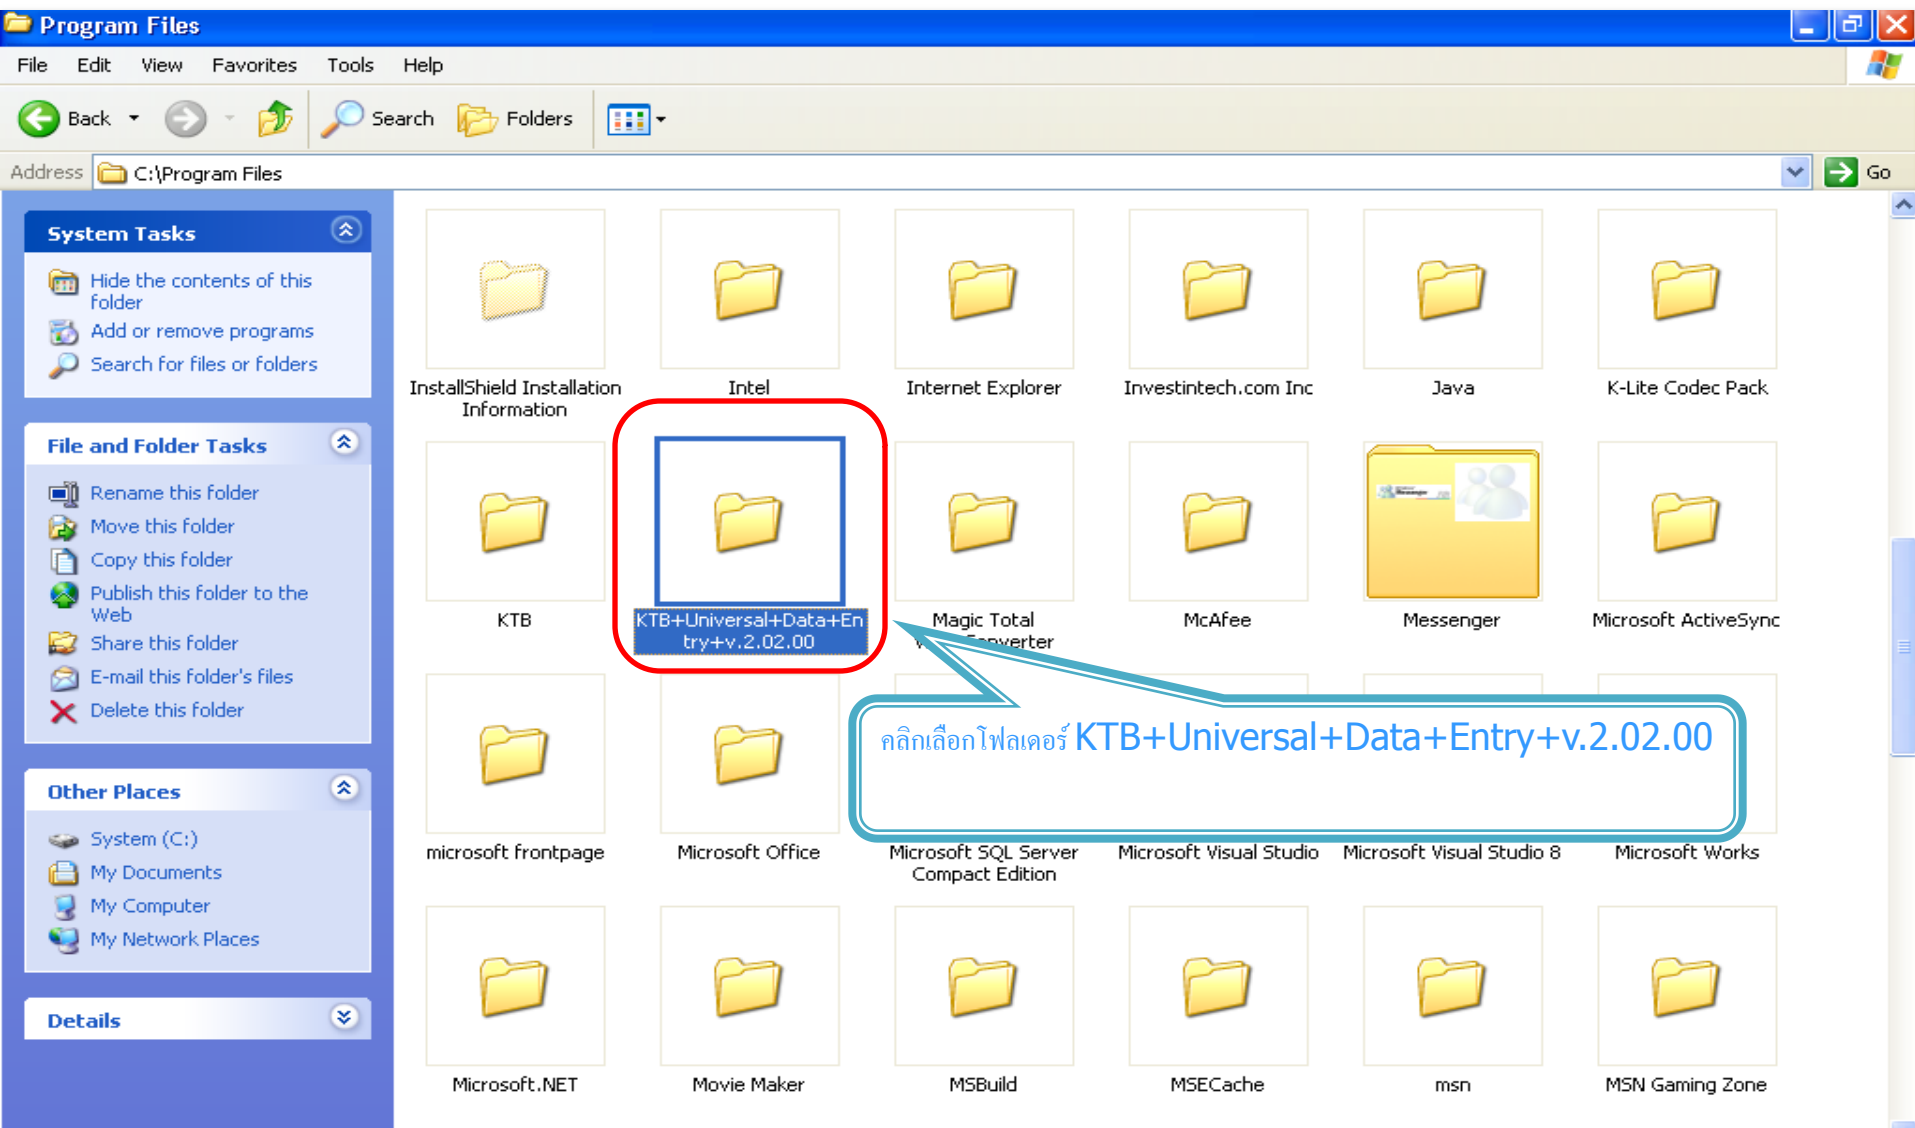 Program Files
File Edit View Favorites Tools Help
Back Search Folders
Address C:\Program Files Go
System Tasks
Hide the contents of this
folder
Add or remove programs
Search for files or folders
File and Folder Tasks
Rename this folder
Move this folder
Copy this folder
Publish this folder to the
Web
Share this folder
E-mail this folder's files
Delete this folder
Other Places
System (C:)
My Documents
My Computer
My Network Places
Details
InstallShield Installation
Information
Intel
Internet Explorer
Investintech.com Inc
Java
K-Lite Codec Pack
KTB
KTB+Universal+Data+En
try+v.2.02.00
Magic Total
Converter
McAfee
Messenger
Microsoft ActiveSync
คลิกเลือกโฟลเดอร์ KTB+Universal+Data+Entry+v.2.02.00
microsoft frontpage
Microsoft Office
Microsoft SQL Server
Compact Edition
Microsoft Visual Studio
Microsoft Visual Studio 8
Microsoft Works
Microsoft.NET
Movie Maker
MSBuild
MSECache
msn
MSN Gaming Zone